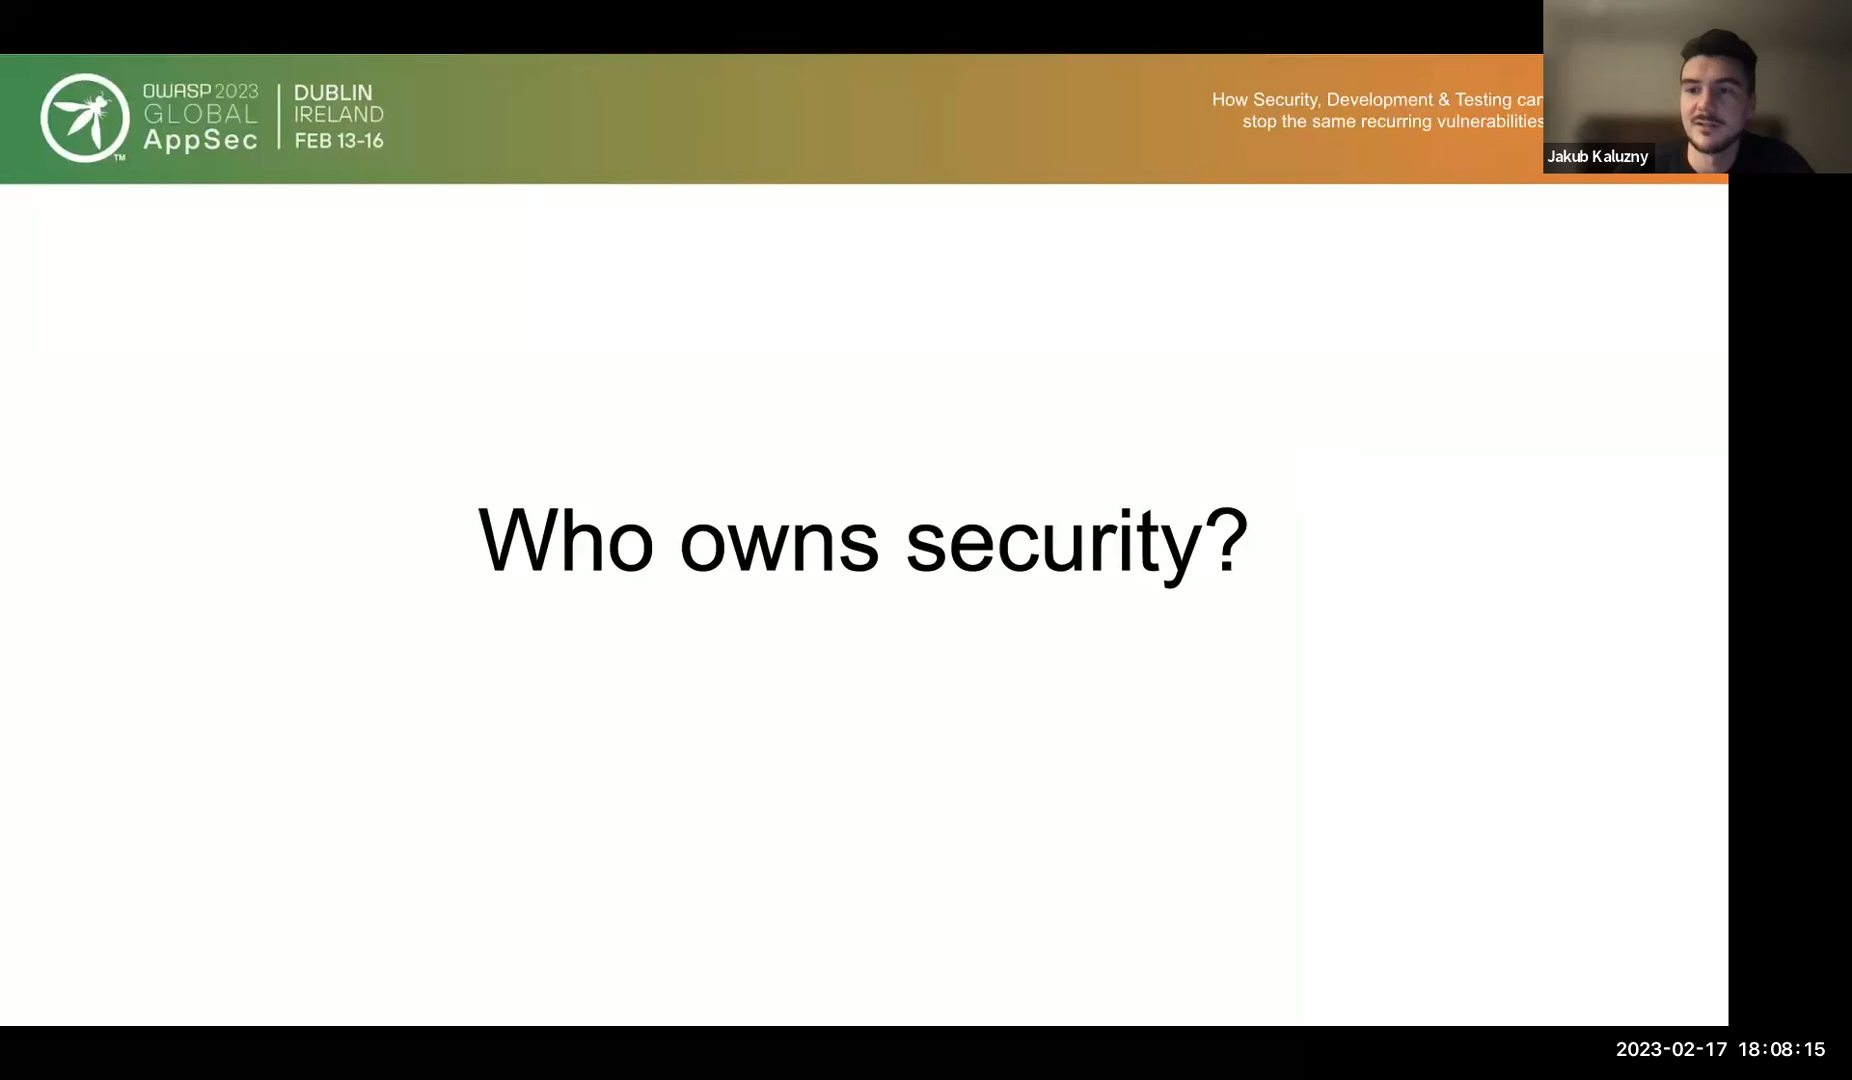 OWASP 2023
GLOBAL
AppSec
TM
DUBLIN
IRELAND
FEB 13-16
How Security, Development & Testing can
stop the same recurring vulnerabilities
Jakub Kaluzny
Who owns security?
2023-02-17 18:08:15